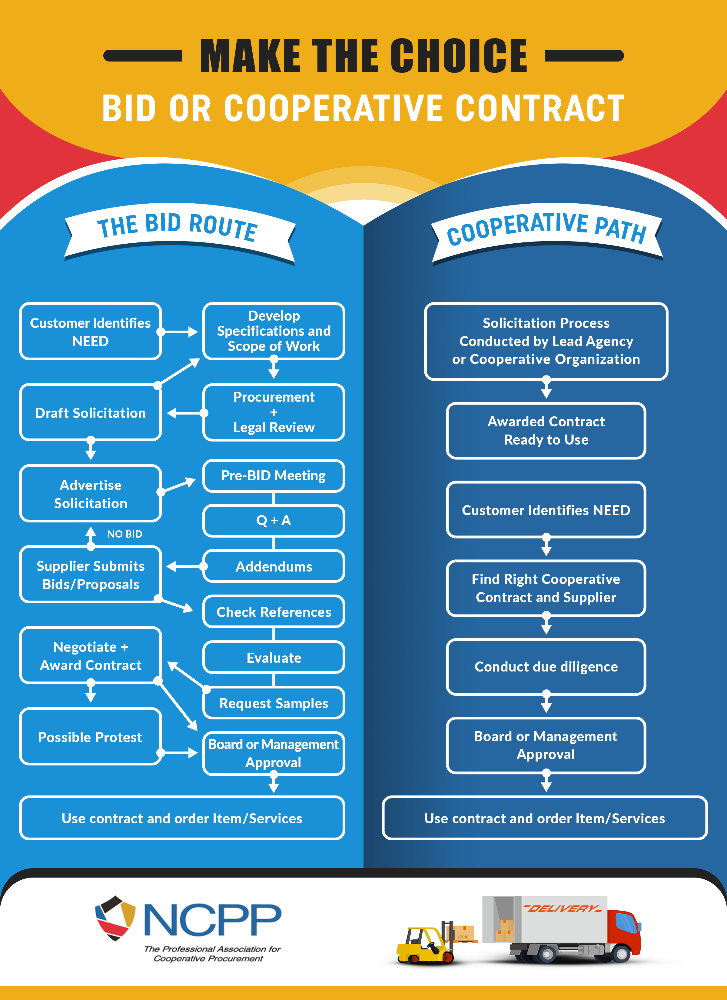 MAKE THE CHOICE
BID OR COOPERATIVE CONTRACT
THE BID ROUTE
Customer Identifies
NEED
Develop
Specifications and
Scope of Work
Draft Solicitation
Procurement
+
Legal Review
Advertise
Solicitation
Pre-BID Meeting
Q + A
NO BID
Supplier Submits
Bids/Proposals
Addendums
Check References
Negotiate +
Award Contract
Evaluate
Request Samples
Possible Protest
Board or Management
Approval
Use contract and order Item/Services
COOPERATIVE PATH
Solicitation Process
Conducted by Lead Agency
or Cooperative Organization
Awarded Contract
Ready to Use
Customer Identifies NEED
Find Right Cooperative
Contract and Supplier
Conduct due diligence
Board or Management
Approval
Use contract and order Item/Services
NCPP
The Professional Association for
Cooperative Procurement
DELIVERY